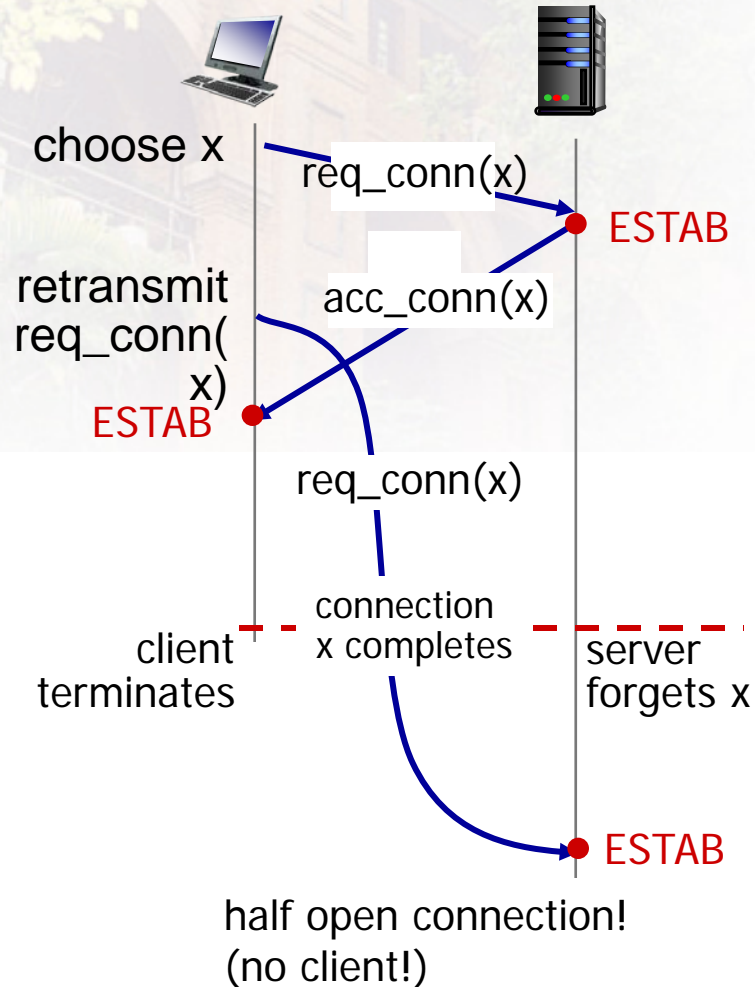 choose x
req_conn(x)
ESTAB
retransmit
req_conn(
x)
acc_conn(x)
ESTAB
req_conn(x)
connection
x completes
client
terminates
server
forgets x
ESTAB
half open connection!
(no client!)